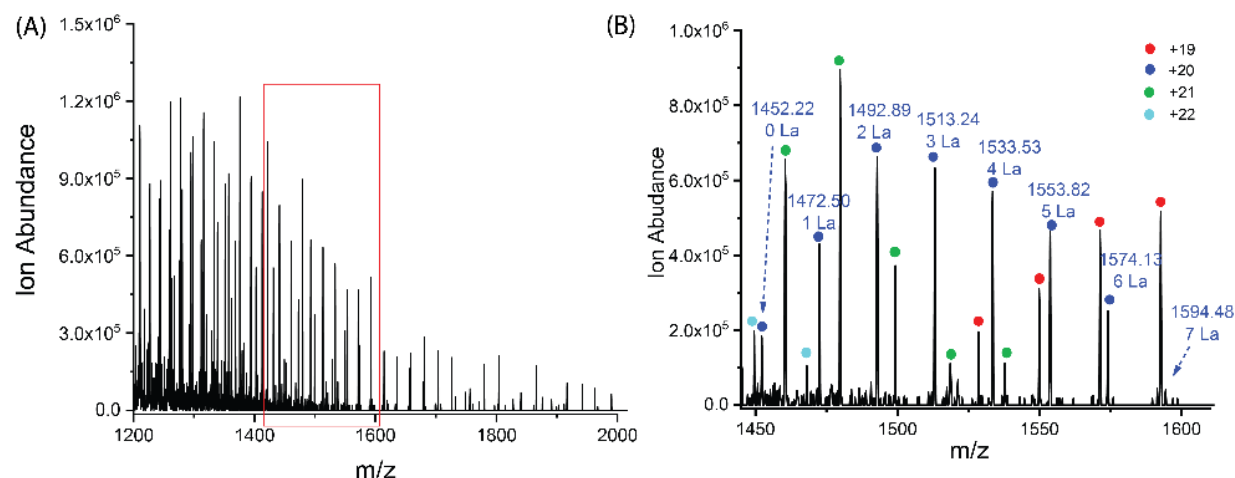 (A)
1.5x10⁶
1.2x10⁶
9.0x10⁵
6.0x10⁵
3.0x10⁵
0.0
Ion Abundance
1200
1400
1600
1800
2000
m/z
(B)
1.0x10⁶
8.0x10⁵
6.0x10⁵
4.0x10⁵
2.0x10⁵
0.0
Ion Abudance
1450
1500
1550
1600
m/z
1452.22
0 La
1472.50
1 La
1492.89
2 La
1513.24
3 La
1533.53
4 La
1553.82
5 La
1574.13
6 La
1594.48
7 La
+19
+20
+21
+22